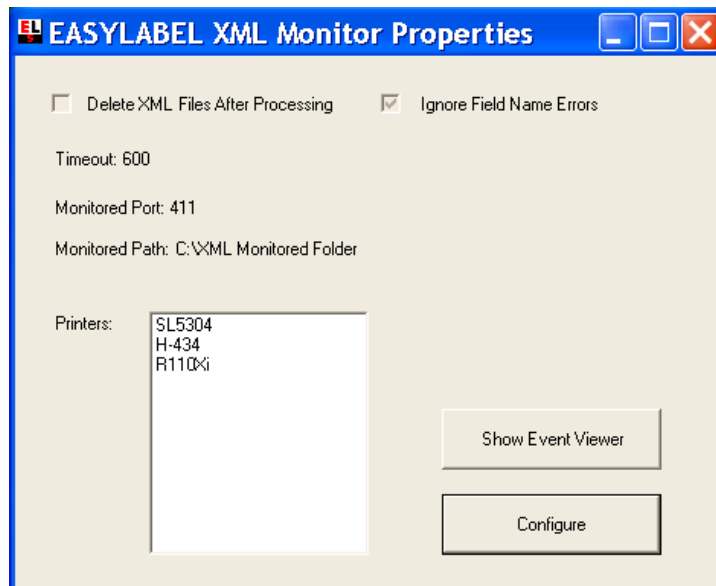 EL EASYLABEL XML Monitor Properties
Delete XML Files After Processing Ignore Field Name Errors
Timeout: 600
Monitored Port: 411
Monitored Path: C:\XML Monitored Folder
Printers:
SL5304
H-434
R110Xi
Show Event Viewer
Configure